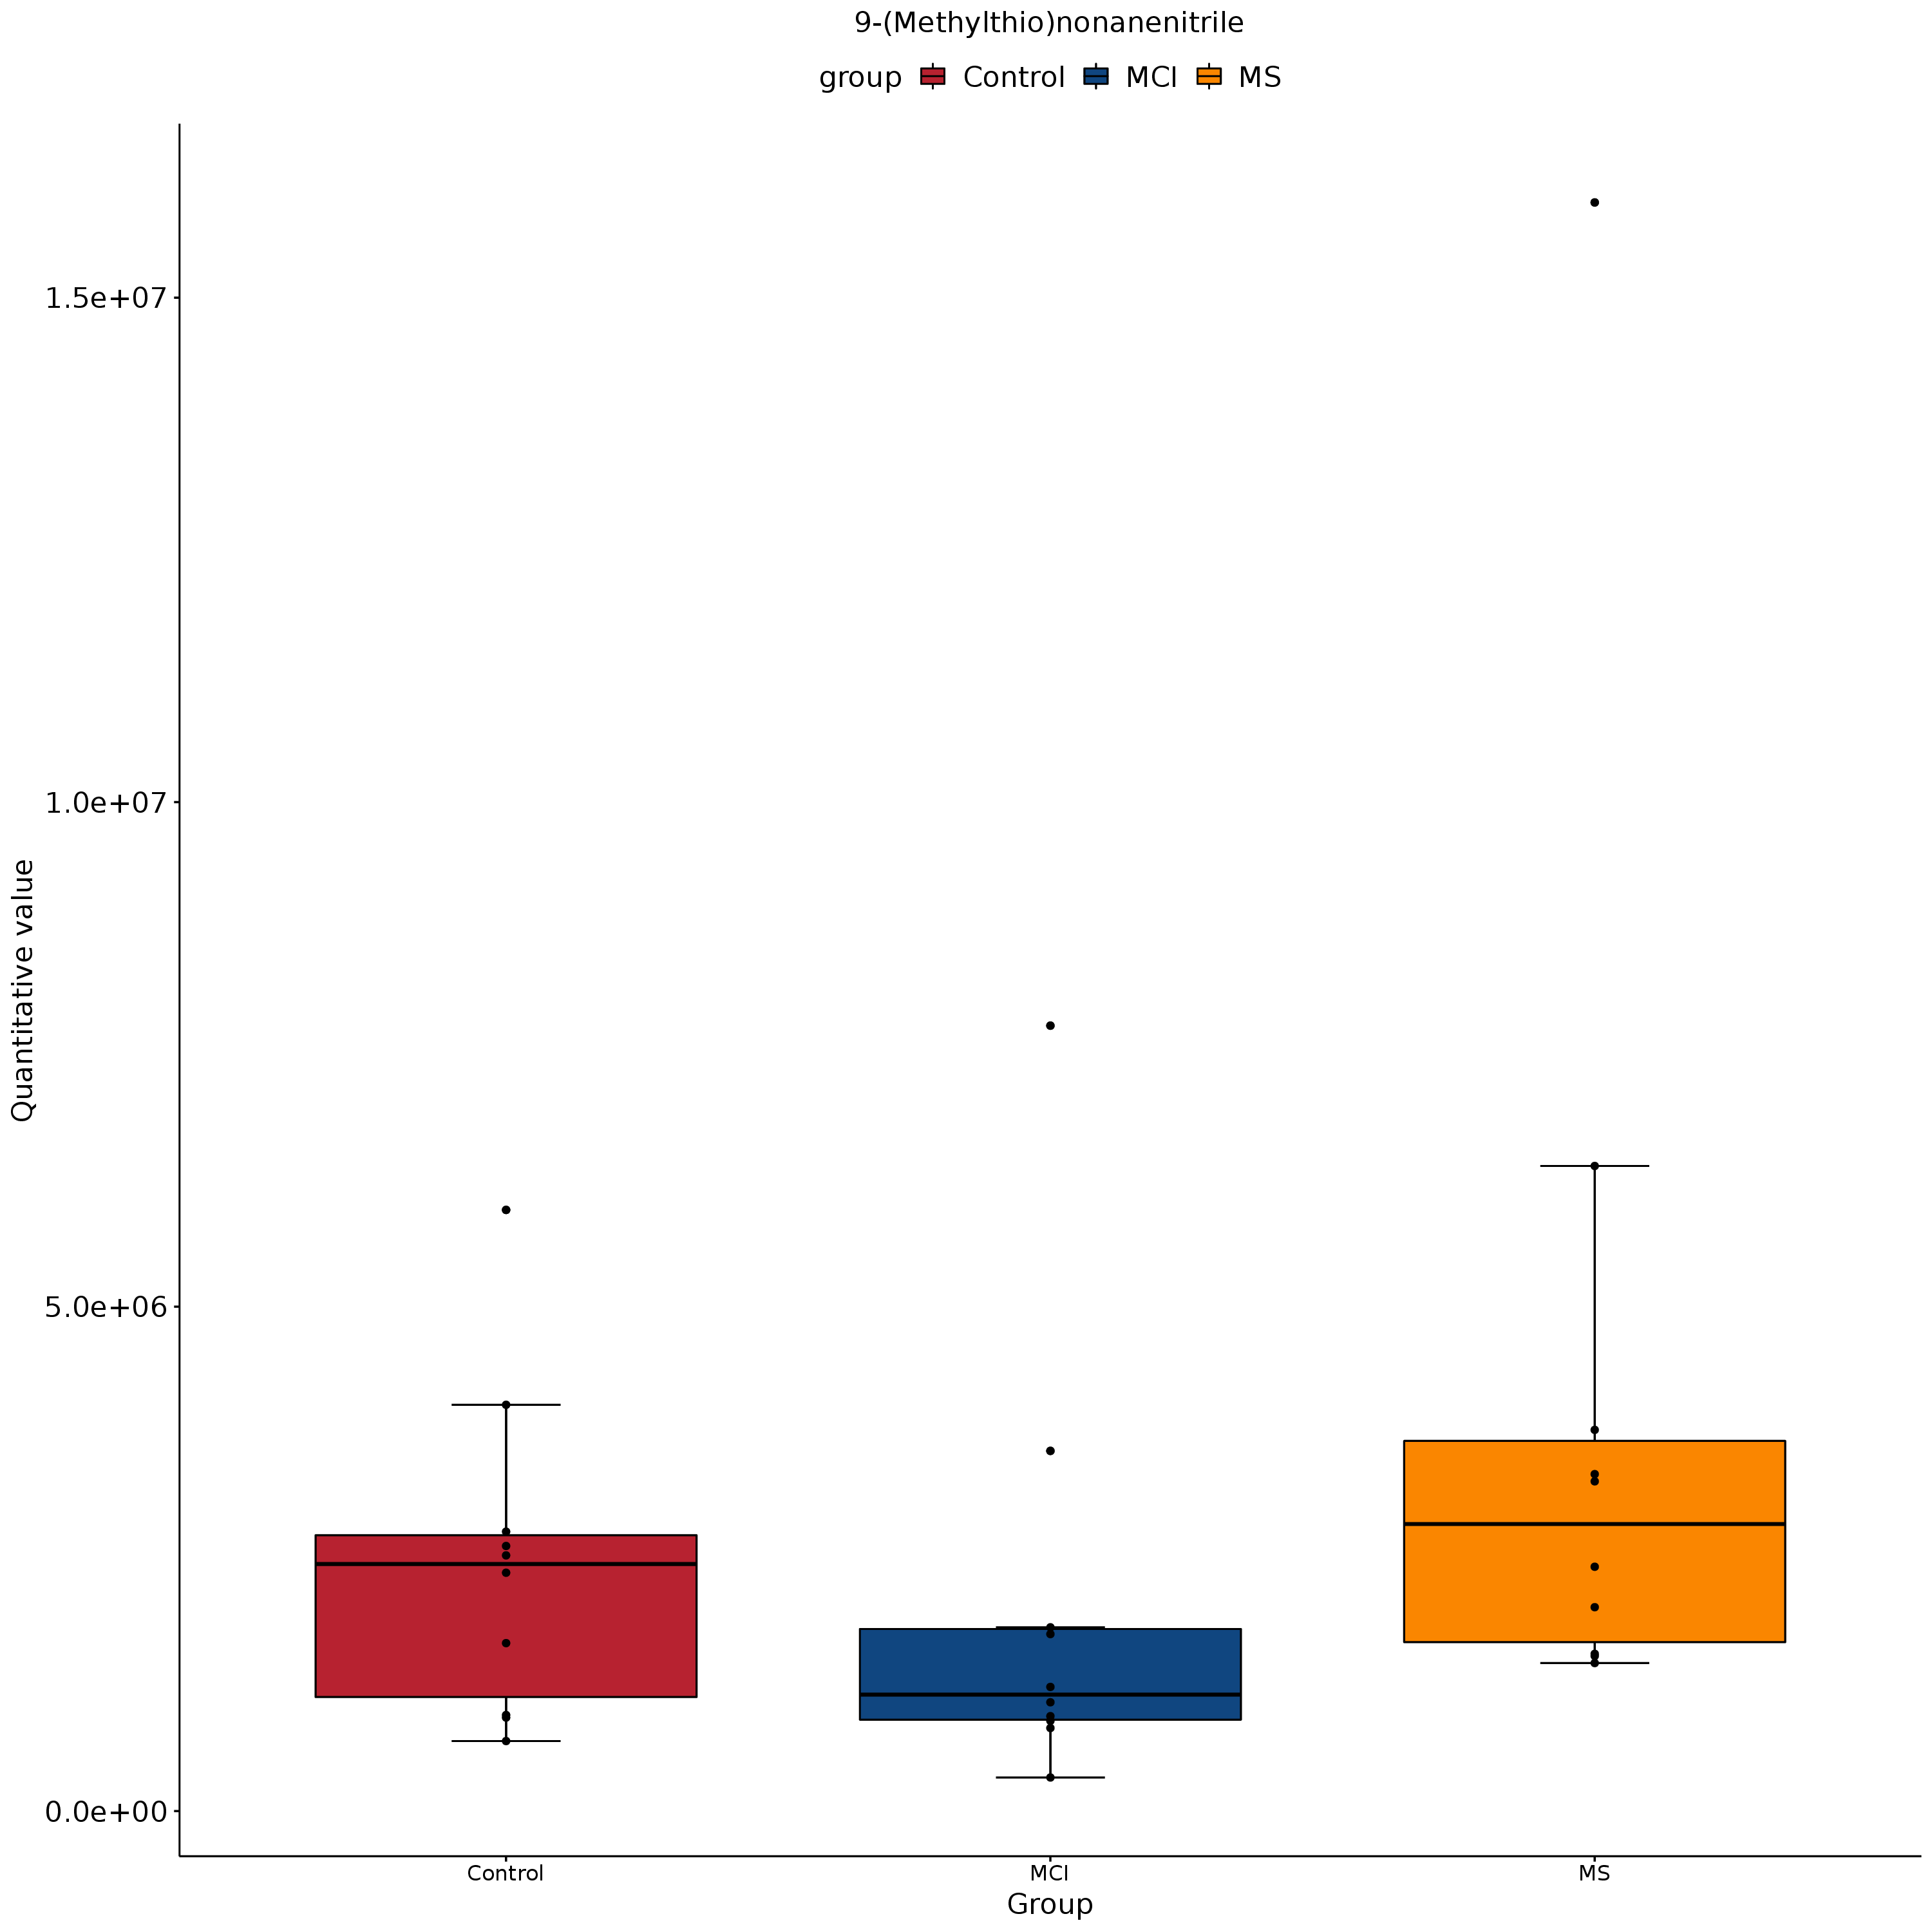 9-(Methylthio)nonanenitrile
group Control MCI MS
1.5e+07
1.0e+07
5.0e+06
0.0e+00
Quantitative value
Control MCI MS
Group